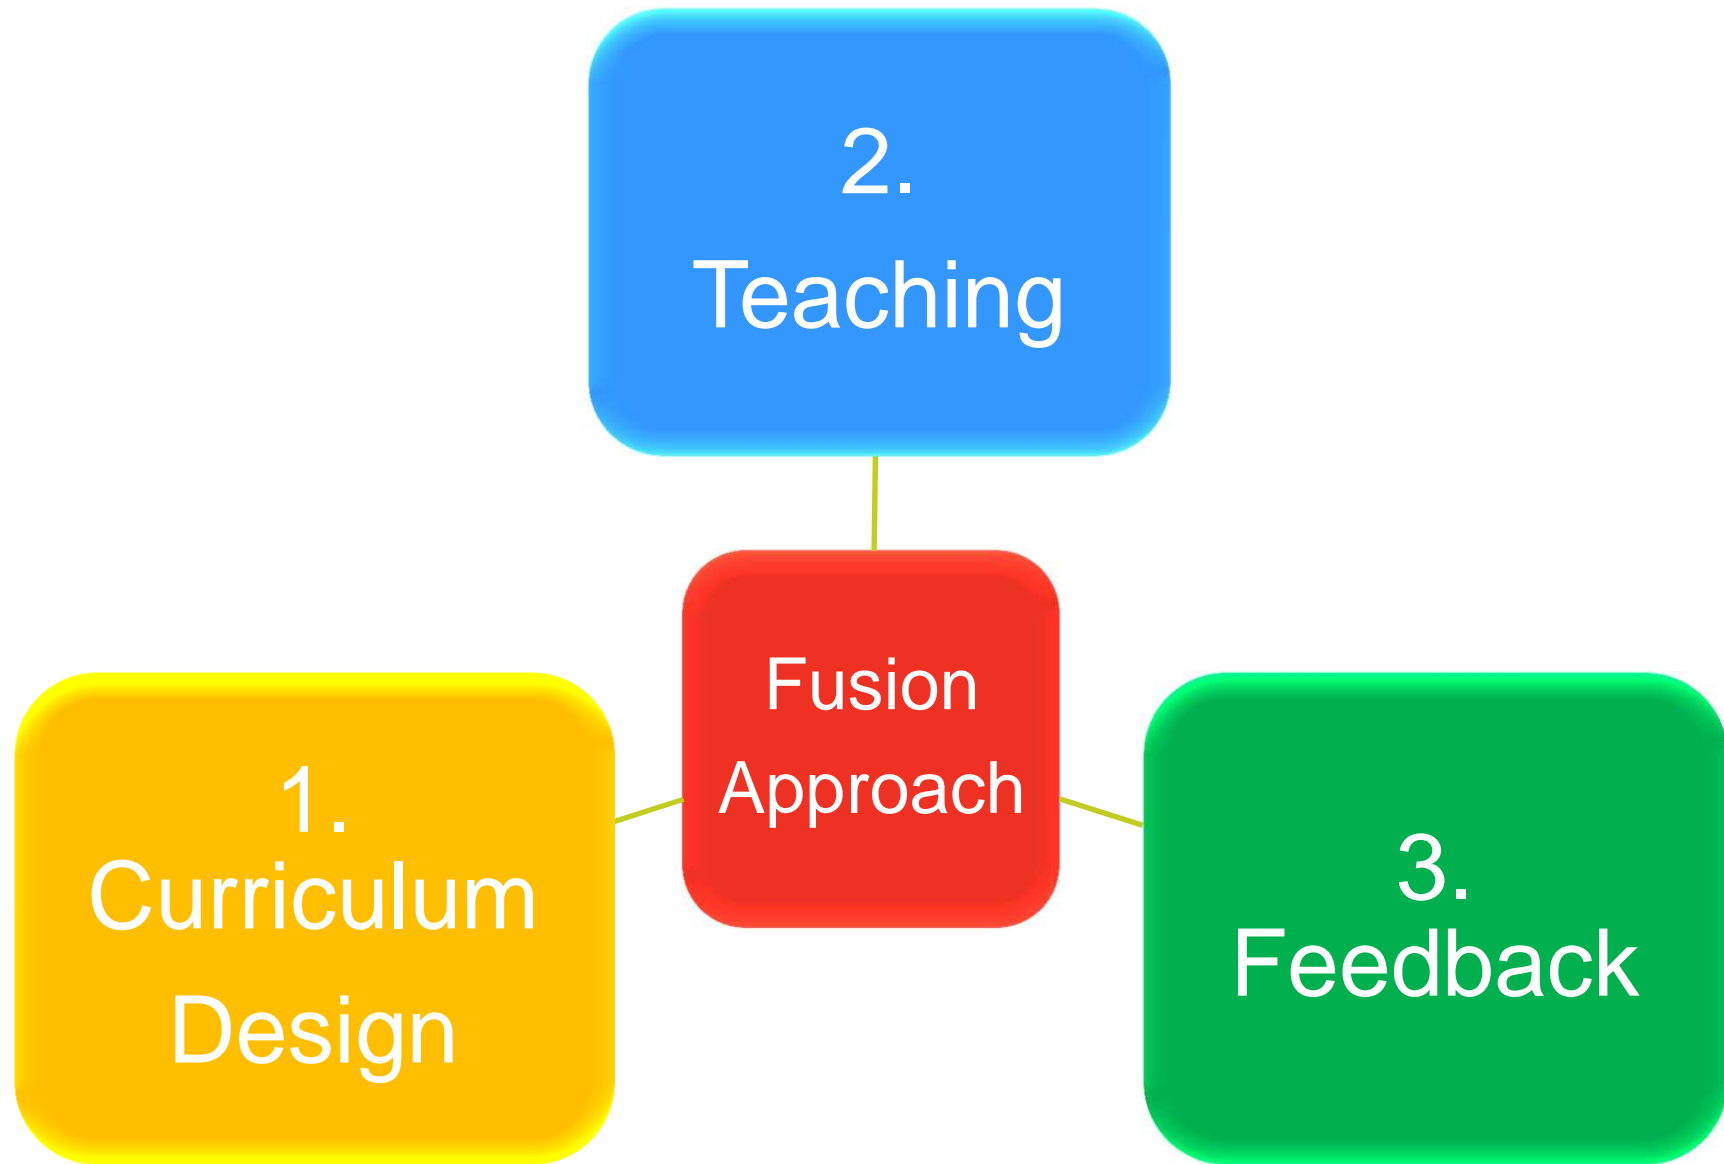 2.
Teaching
Fusion
Approach
1.
Curriculum
Design
3.
Feedback